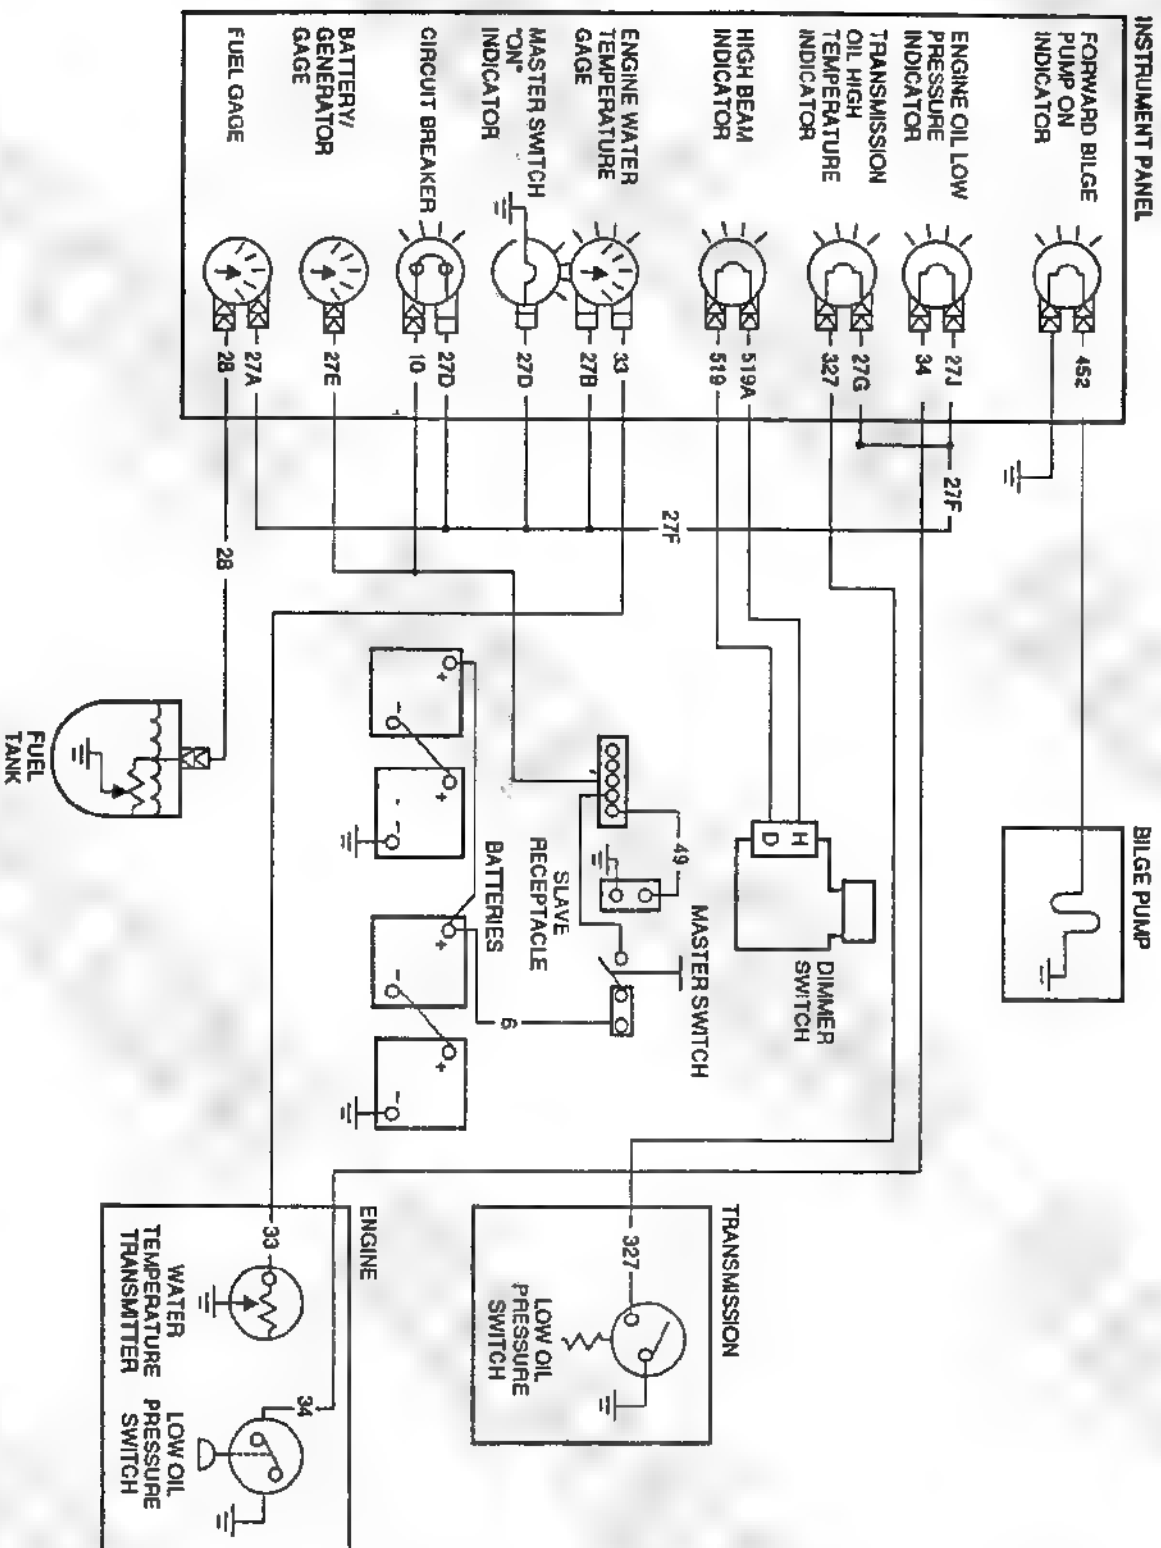 INSTRUMENT PANEL
FORWARD BILGE
PUMP ON
INDICATOR
ENGINE OIL LOW
PRESSURE
INDICATOR
TRANSMISSION
OIL HIGH
TEMPERATURE
INDICATOR
HIGH BEAM
INDICATOR
ENGINE WATER
TEMPERATURE
GAGE
MASTER SWITCH
"ON"
INDICATOR
CIRCUIT BREAKER
BATTERY/
GENERATOR
GAGE
FUEL GAGE
452
27J
34
27G
327
519A
519
33
27B
27D
27D
10
27E
27A
28
27F
27F
28
FUEL
TANK
BILGE PUMP
H
D
DIMMER
SWITCH
MASTER SWITCH
49
SLAVE
RECEPTACLE
BATTERIES
6
+
-
+
-
+
-
+
-
TRANSMISSION
327
LOW OIL
PRESSURE
SWITCH
ENGINE
33
WATER
TEMPERATURE
TRANSMITTER
34
LOW OIL
PRESSURE
SWITCH